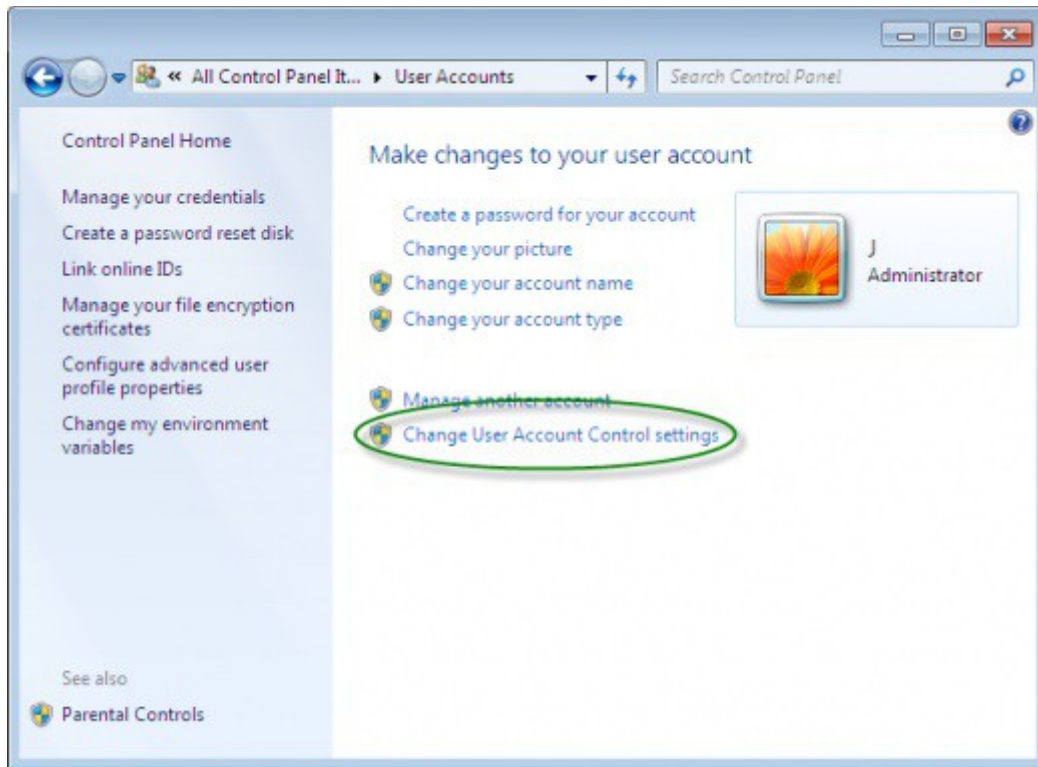 « All Control Panel It... ▸ User Accounts
Search Control Panel
Control Panel Home
Manage your credentials
Create a password reset disk
Link online IDs
Manage your file encryption
certificates
Configure advanced user
profile properties
Change my environment
variables
See also
Parental Controls
Make changes to your user account
Create a password for your account
Change your picture
Change your account name
Change your account type
Manage another account
Change User Account Control settings
J
Administrator